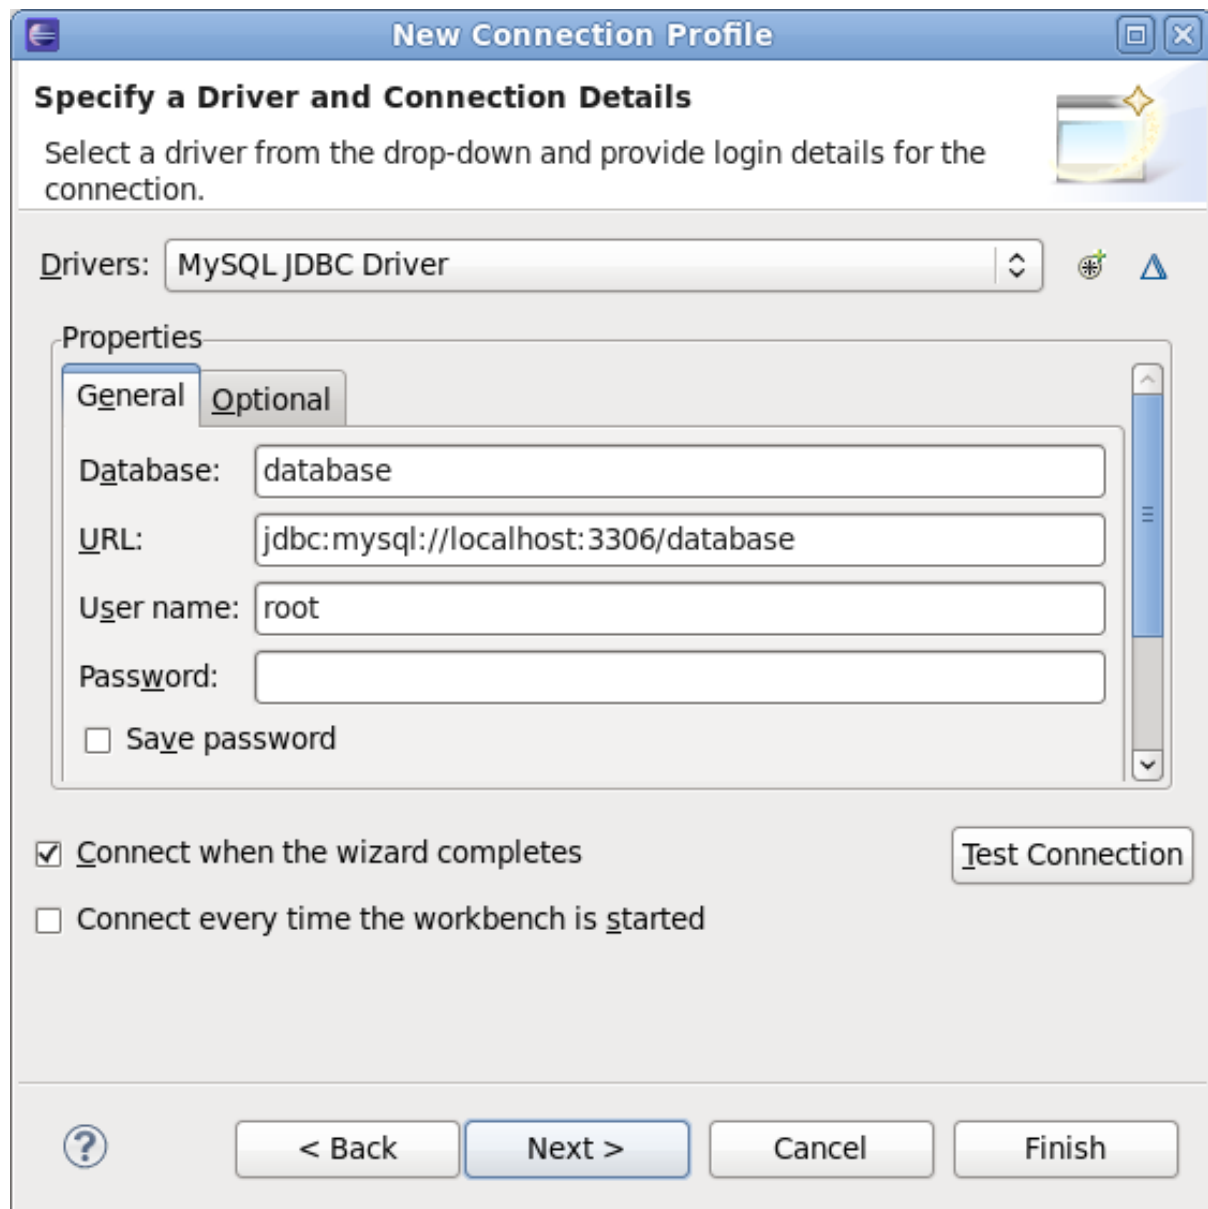 New Connection Profile
Specify a Driver and Connection Details
Select a driver from the drop-down and provide login details for the
connection.
Drivers: MySQL JDBC Driver
Properties
General Optional
Database: database
URL: jdbc:mysql://localhost:3306/database
User name: root
Password:
Save password
Connect when the wizard completes Test Connection
Connect every time the workbench is started
? < Back Next > Cancel Finish